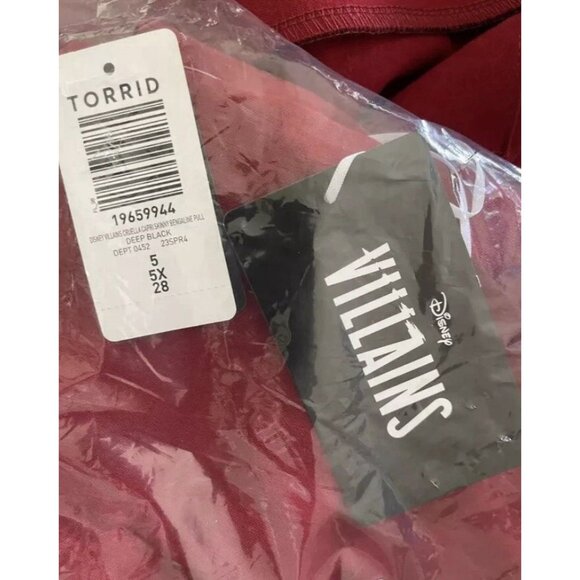 TORRID
19659944
DISNEY VILLAINS CRUELLA CAPRI SKINNY BENGALINE PULL
DEEP BLACK
DEPT 0452 23SPR4
5
5X
28
Disney
VILLAINS